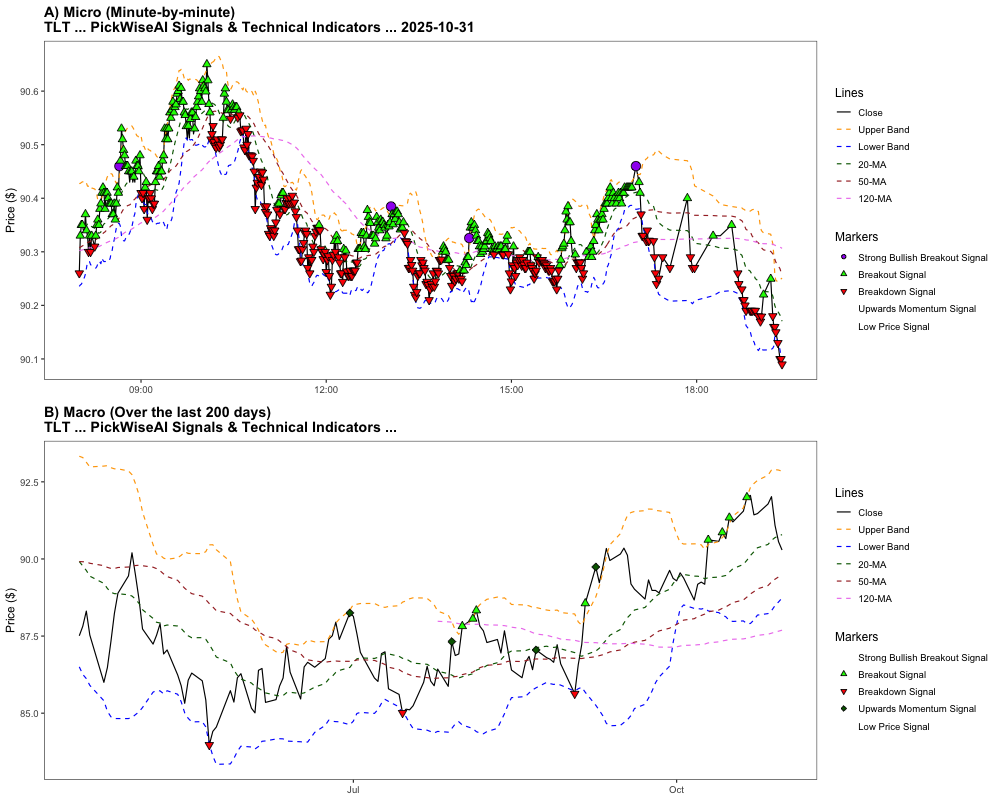 A) Micro (Minute-by-minute)
TLT ... PickWiseAI Signals & Technical Indicators ... 2025-10-31
Price ($)
90.6
90.5
90.4
90.3
90.2
90.1
09:00
12:00
15:00
18:00
Lines
Close
Upper Band
Lower Band
20-MA
50-MA
120-MA
Markers
Strong Bullish Breakout Signal
Breakout Signal
Breakdown Signal
Upwards Momentum Signal
Low Price Signal
B) Macro (Over the last 200 days)
TLT ... PickWiseAI Signals & Technical Indicators ...
Price ($)
92.5
90.0
87.5
85.0
Jul
Oct
Lines
Close
Upper Band
Lower Band
20-MA
50-MA
120-MA
Markers
Strong Bullish Breakout Signal
Breakout Signal
Breakdown Signal
Upwards Momentum Signal
Low Price Signal